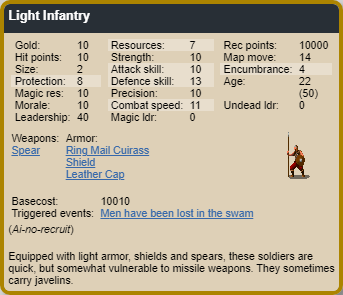 Light Infantry
Gold: 10 Resources: 7 Rec points: 10000
Hit points: 10 Strength: 10 Map move: 14
Size: 2 Attack skill: 10 Encumbrance: 4
Protection: 8 Defence skill: 13 Age: 22
Magic res: 10 Precision: 10 (50)
Morale: 10 Combat speed: 11 Undead ldr: 0
Leadership: 40 Magic ldr: 0
Weapons: Armor:
Spear Ring Mail Cuirass
Shield
Leather Cap
Basecost: 10010
Triggered events: Men have been lost in the swam
(Ai-no-recruit)
Equipped with light armor, shields and spears, these soldiers are
quick, but somewhat vulnerable to missile weapons. They sometimes
carry javelins.